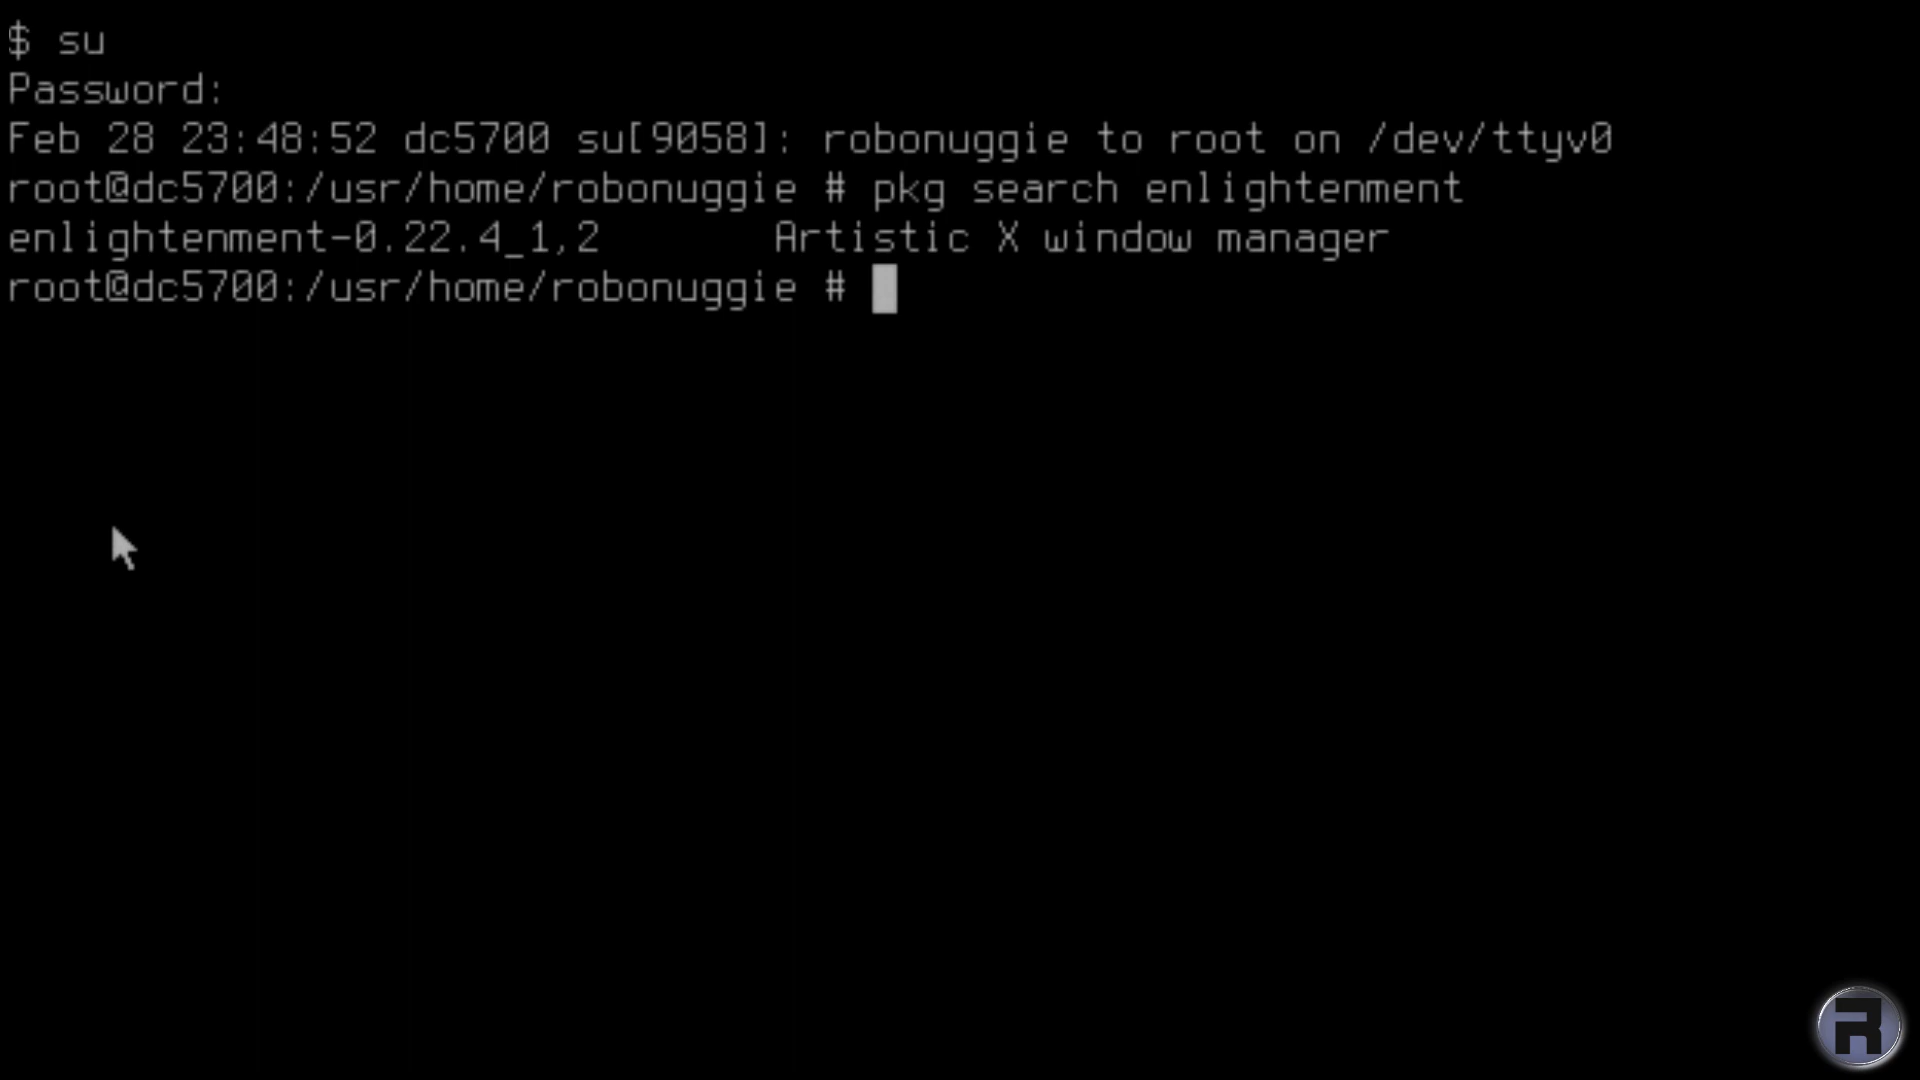 $ su
Password:
Feb 28 23:48:52 dc5700 su[9058]: robonuggie to root on /dev/ttyv0
root@dc5700:/usr/home/robonuggie # pkg search enlightenment
enlightenment-0.22.4_1,2       Artistic X window manager
root@dc5700:/usr/home/robonuggie #
R